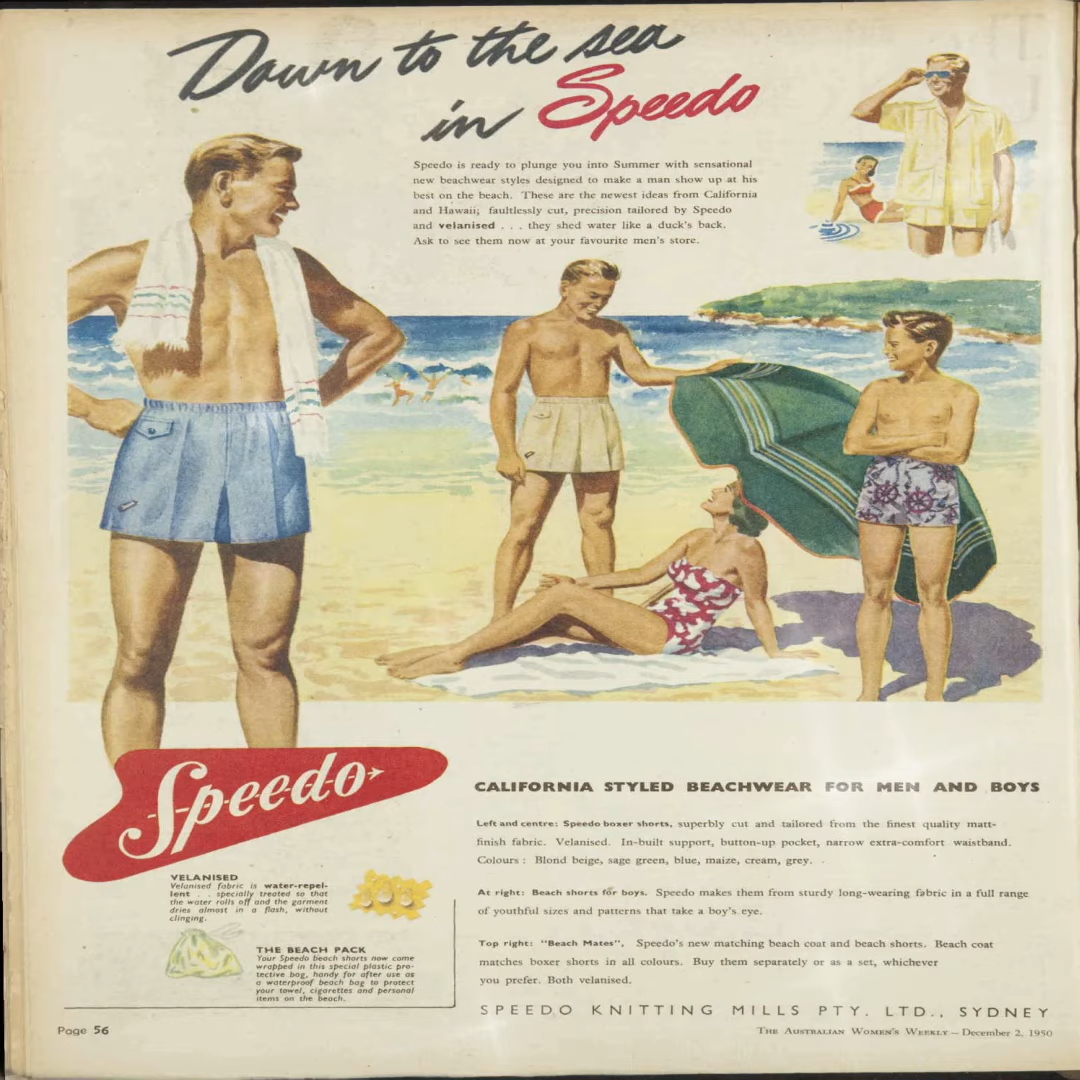 Down to the sea
in Speedo
Speedo is ready to plunge you into Summer with sensational
new beachwear styles designed to make a man show up at his
best on the beach. These are the newest ideas from California
and Hawaii; faultlessly cut, precision tailored by Speedo
and velanised . . . they shed water like a duck's back.
Ask to see them now at your favourite men's store.
Speedo
CALIFORNIA STYLED BEACHWEAR FOR MEN AND BOYS
Left and centre: Speedo boxer shorts, superbly cut and tailored from the finest quality matt-
finish fabric. Velanised. In-built support, button-up pocket, narrow extra-comfort waistband.
Colours : Blond beige, sage green, blue, maize, cream, grey.
At right: Beach shorts for boys. Speedo makes them from sturdy long-wearing fabric in a full range
of youthful sizes and patterns that take a boy's eye.
Top right: "Beach Mates", Speedo's new matching beach coat and beach shorts. Beach coat
matches boxer shorts in all colours. Buy them separately or as a set, whichever
you prefer. Both velanised.
VELANISED
Velanised fabric is water-repel-
lent . . specially treated so that
the water rolls off and the garment
dries almost in a flash, without
clinging.
THE BEACH PACK
Your Speedo beach shorts now come
wrapped in this special plastic pro-
tective bag, handy for after use as
a waterproof beach bag to protect
your towel, cigarettes and personal
items on the beach.
SPEEDO KNITTING MILLS PTY. LTD., SYDNEY
Page 56
THE AUSTRALIAN WOMEN'S WEEKLY — December 2, 1950